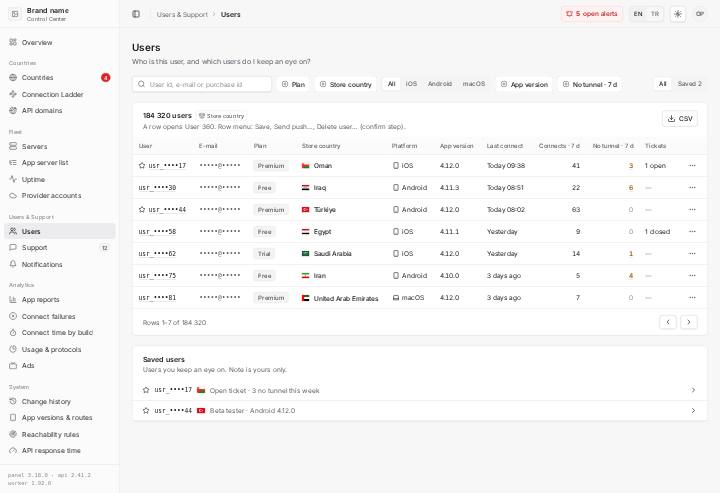 Brand name
Control Center
Overview
Countries
Countries 4
Connection Ladder
API domains
Fleet
Servers
App server list
Uptime
Provider accounts
Users & Support
Users
Support 12
Notifications
Analytics
App reports
Connect failures
Connect time by build
Usage & protocols
Ads
System
Change history
App versions & routes
Reachability rules
API response time
panel 3.18.0 · api 2.41.2
worker 1.92.0
Users & Support > Users
5 open alerts
EN TR
OP
Users
Who is this user, and which users do I keep an eye on?
User id, e-mail or purchase id
Plan
Store country
All iOS Android macOS
App version
No tunnel · 7 d
All Saved 2
184 320 users Store country
A row opens User 360. Row menu: Save, Send push…, Delete user… (confirm step).
CSV
User E-mail Plan Store country Platform App version Last connect Connects · 7 d No tunnel · 7 d Tickets
usr_••••17 •••••@••••• Premium Oman iOS 4.12.0 Today 09:38 41 3 1 open ···
usr_••••30 •••••@••••• Free Iraq Android 4.11.3 Today 08:51 22 6 — ···
usr_••••44 •••••@••••• Premium Türkiye Android 4.12.0 Today 08:02 63 0 — ···
usr_••••58 •••••@••••• Free Egypt iOS 4.11.1 Yesterday 9 0 1 closed ···
usr_••••62 •••••@••••• Trial Saudi Arabia iOS 4.12.0 Yesterday 14 1 — ···
usr_••••75 •••••@••••• Free Iran Android 4.10.0 3 days ago 5 4 — ···
usr_••••81 •••••@••••• Premium United Arab Emirates macOS 4.12.0 3 days ago 7 0 — ···
Rows 1–7 of 184 320
Saved users
Users you keep an eye on. Note is yours only.
usr_••••17 Open ticket · 3 no tunnel this week
usr_••••44 Beta tester · Android 4.12.0